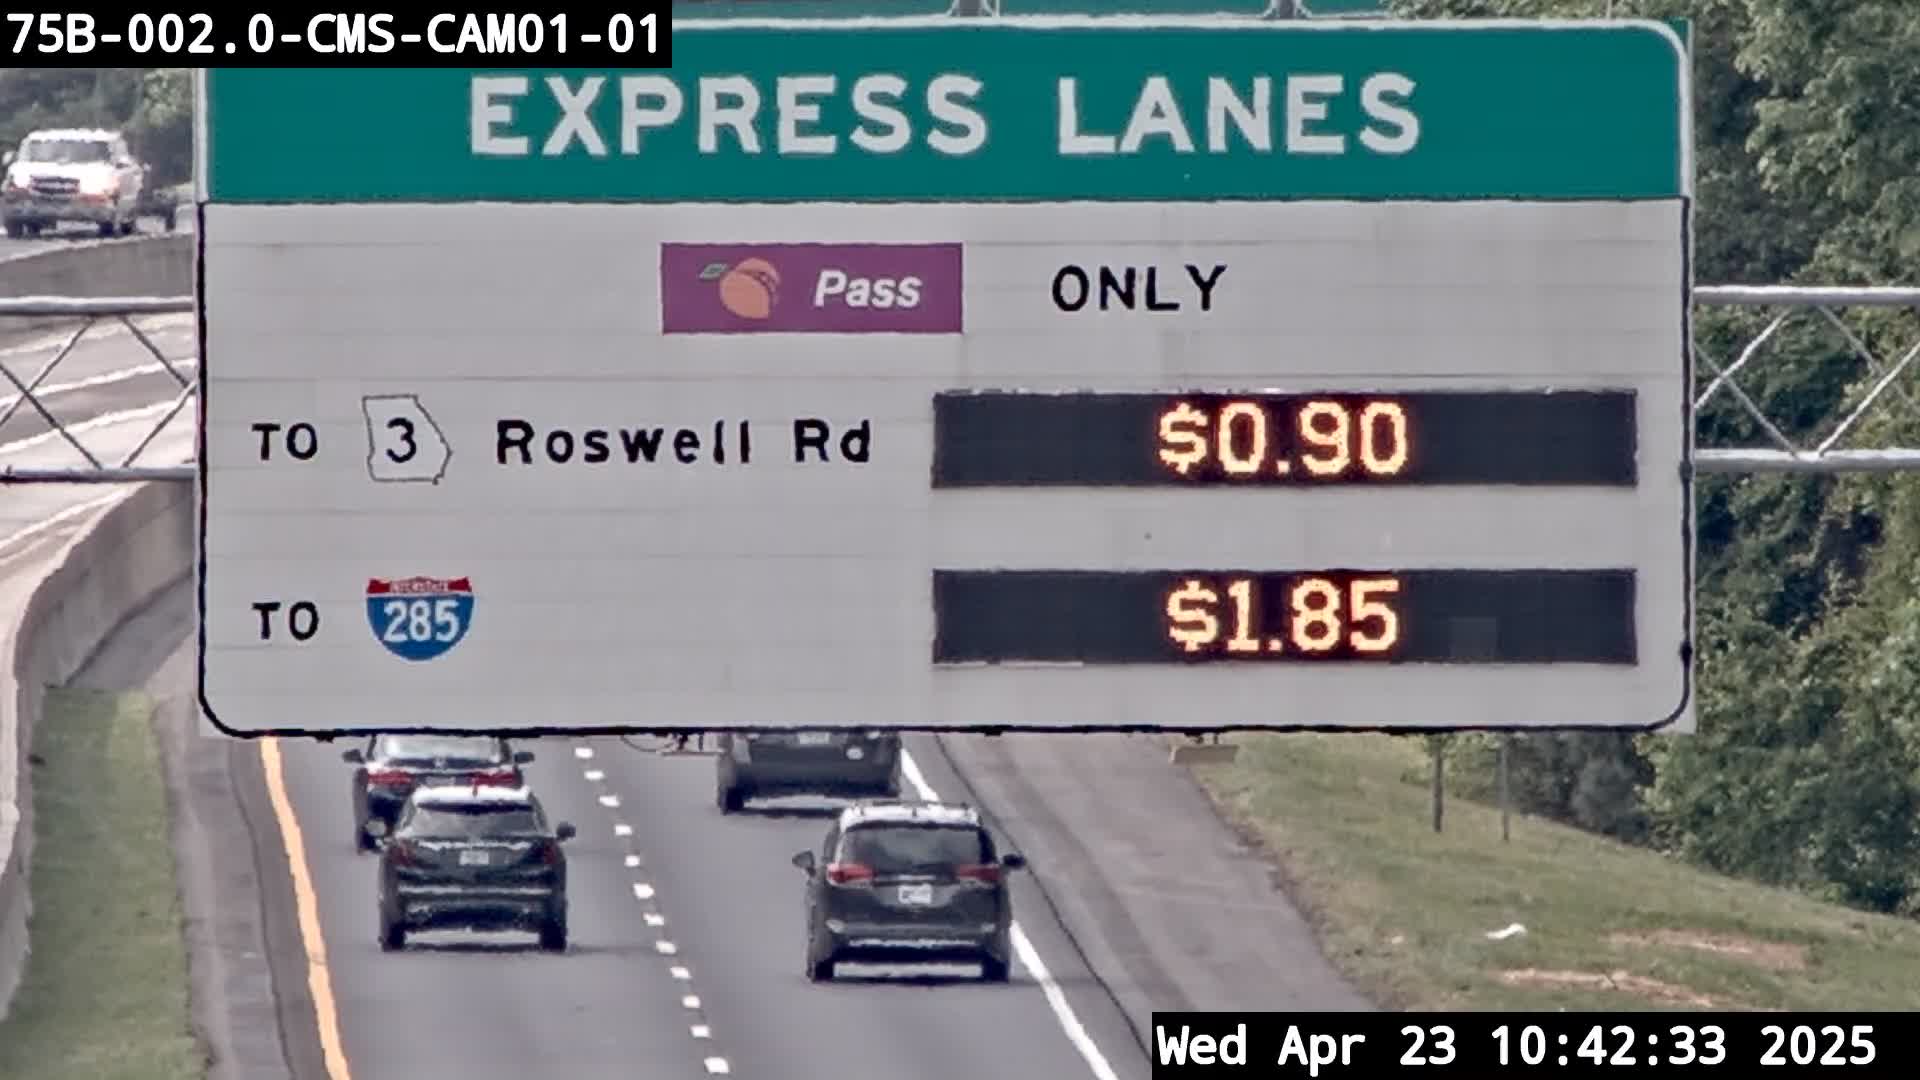 75B-002.0-CMS-CAM01-01
EXPRESS LANES
Pass ONLY
TO 3 Roswell Rd $0.90
INTERSTATE
TO 285 $1.85
Wed Apr 23 10:42:33 2025